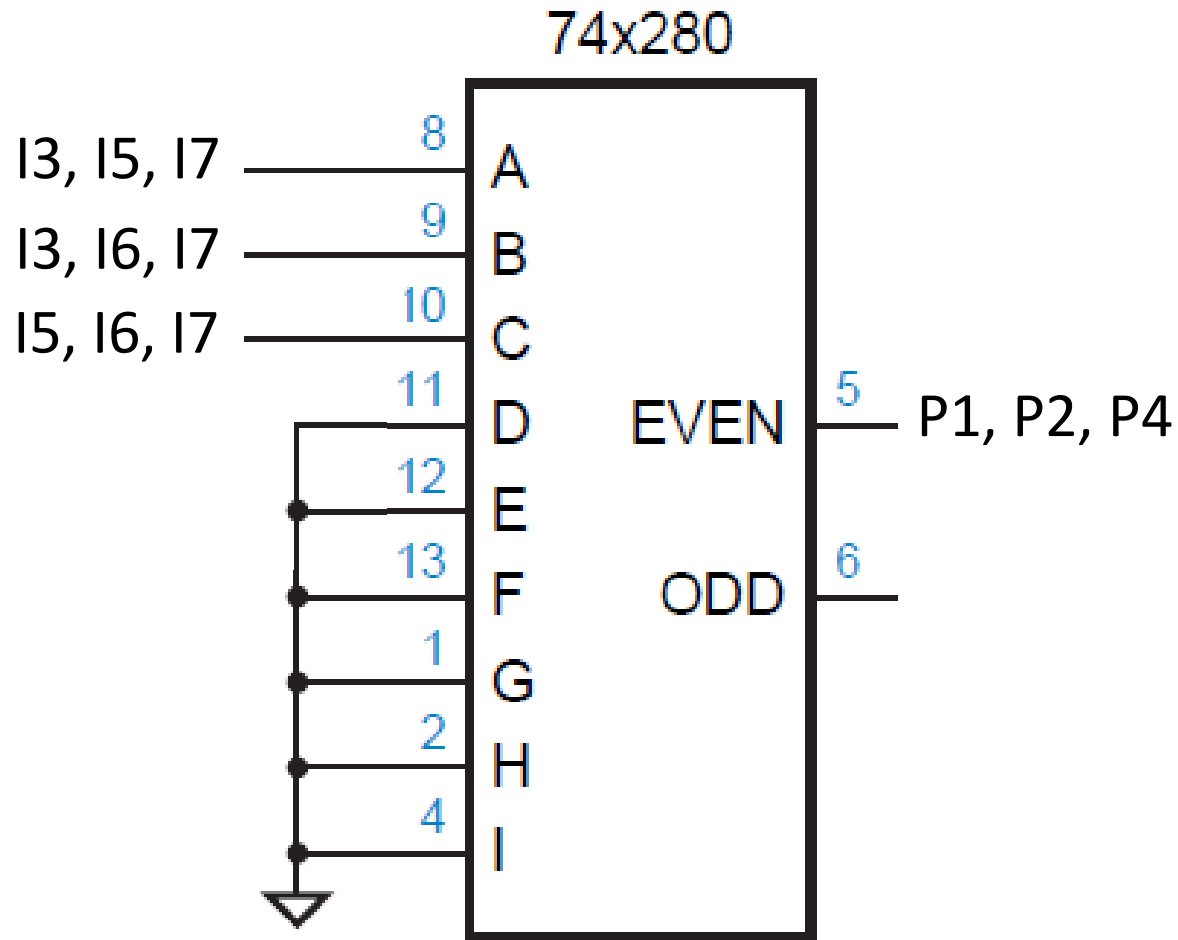 74x280
I3, I5, I7 8 A
I3, I6, I7 9 B
I5, I6, I7 10 C
11 D EVEN 5 P1, P2, P4
12 E
13 F ODD 6
1 G
2 H
4 I